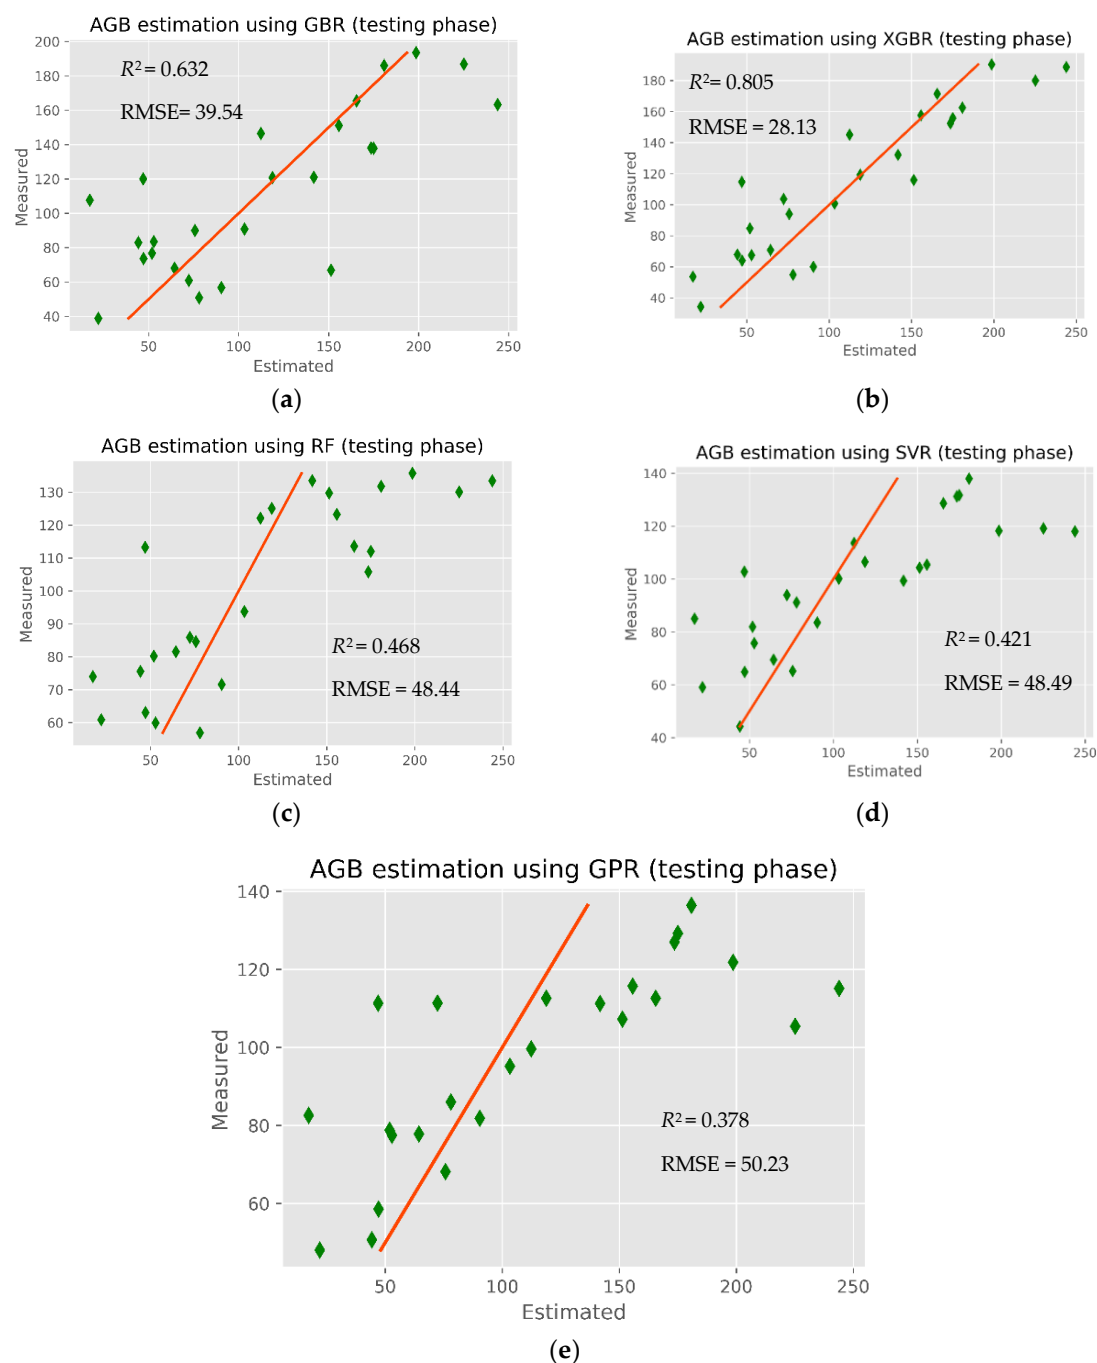 AGB estimation using GBR (testing phase)
200
180
160
140
120
100
80
60
40
Measured
R² = 0.632
RMSE= 39.54
50 100 150 200 250
Estimated
(a)
AGB estimation using XGBR (testing phase)
180
160
140
120
100
80
60
40
Measured
R² = 0.805
RMSE = 28.13
50 100 150 200 250
Estimated
(b)
AGB estimation using RF (testing phase)
130
120
110
100
90
80
70
60
Measured
R² = 0.468
RMSE = 48.44
50 100 150 200 250
Estimated
(c)
AGB estimation using SVR (testing phase)
140
120
100
80
60
40
Measured
R² = 0.421
RMSE = 48.49
50 100 150 200 250
Estimated
(d)
AGB estimation using GPR (testing phase)
140
120
100
80
60
Measured
R² = 0.378
RMSE = 50.23
50 100 150 200 250
Estimated
(e)